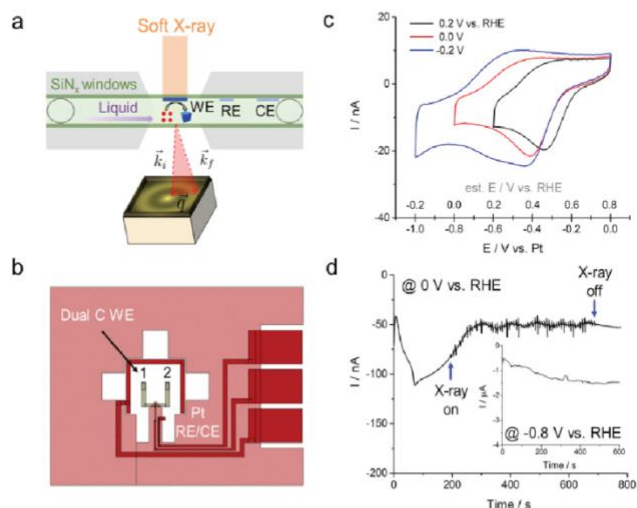 a
Soft X-ray
SiNx windows
Liquid
WE
RE
CE
k⃗i
k⃗f
q⃗
b
Dual C WE
1
2
Pt
RE/CE
c
0.2 V vs. RHE
0.0 V
-0.2 V
I / nA
20
0
-20
-40
est. E / V vs. RHE
-0.2 0.0 0.2 0.4 0.6 0.8
-1.0 -0.8 -0.6 -0.4 -0.2 0.0
E / V vs. Pt
d
@ 0 V vs. RHE
X-ray
off
X-ray
on
I / nA
0
-50
-100
-150
-200
0 200 400 600 800
Time / s
I / µA
0
-1
-2
-3
-4
@ -0.8 V vs. RHE
0 200 400 600
Time / s